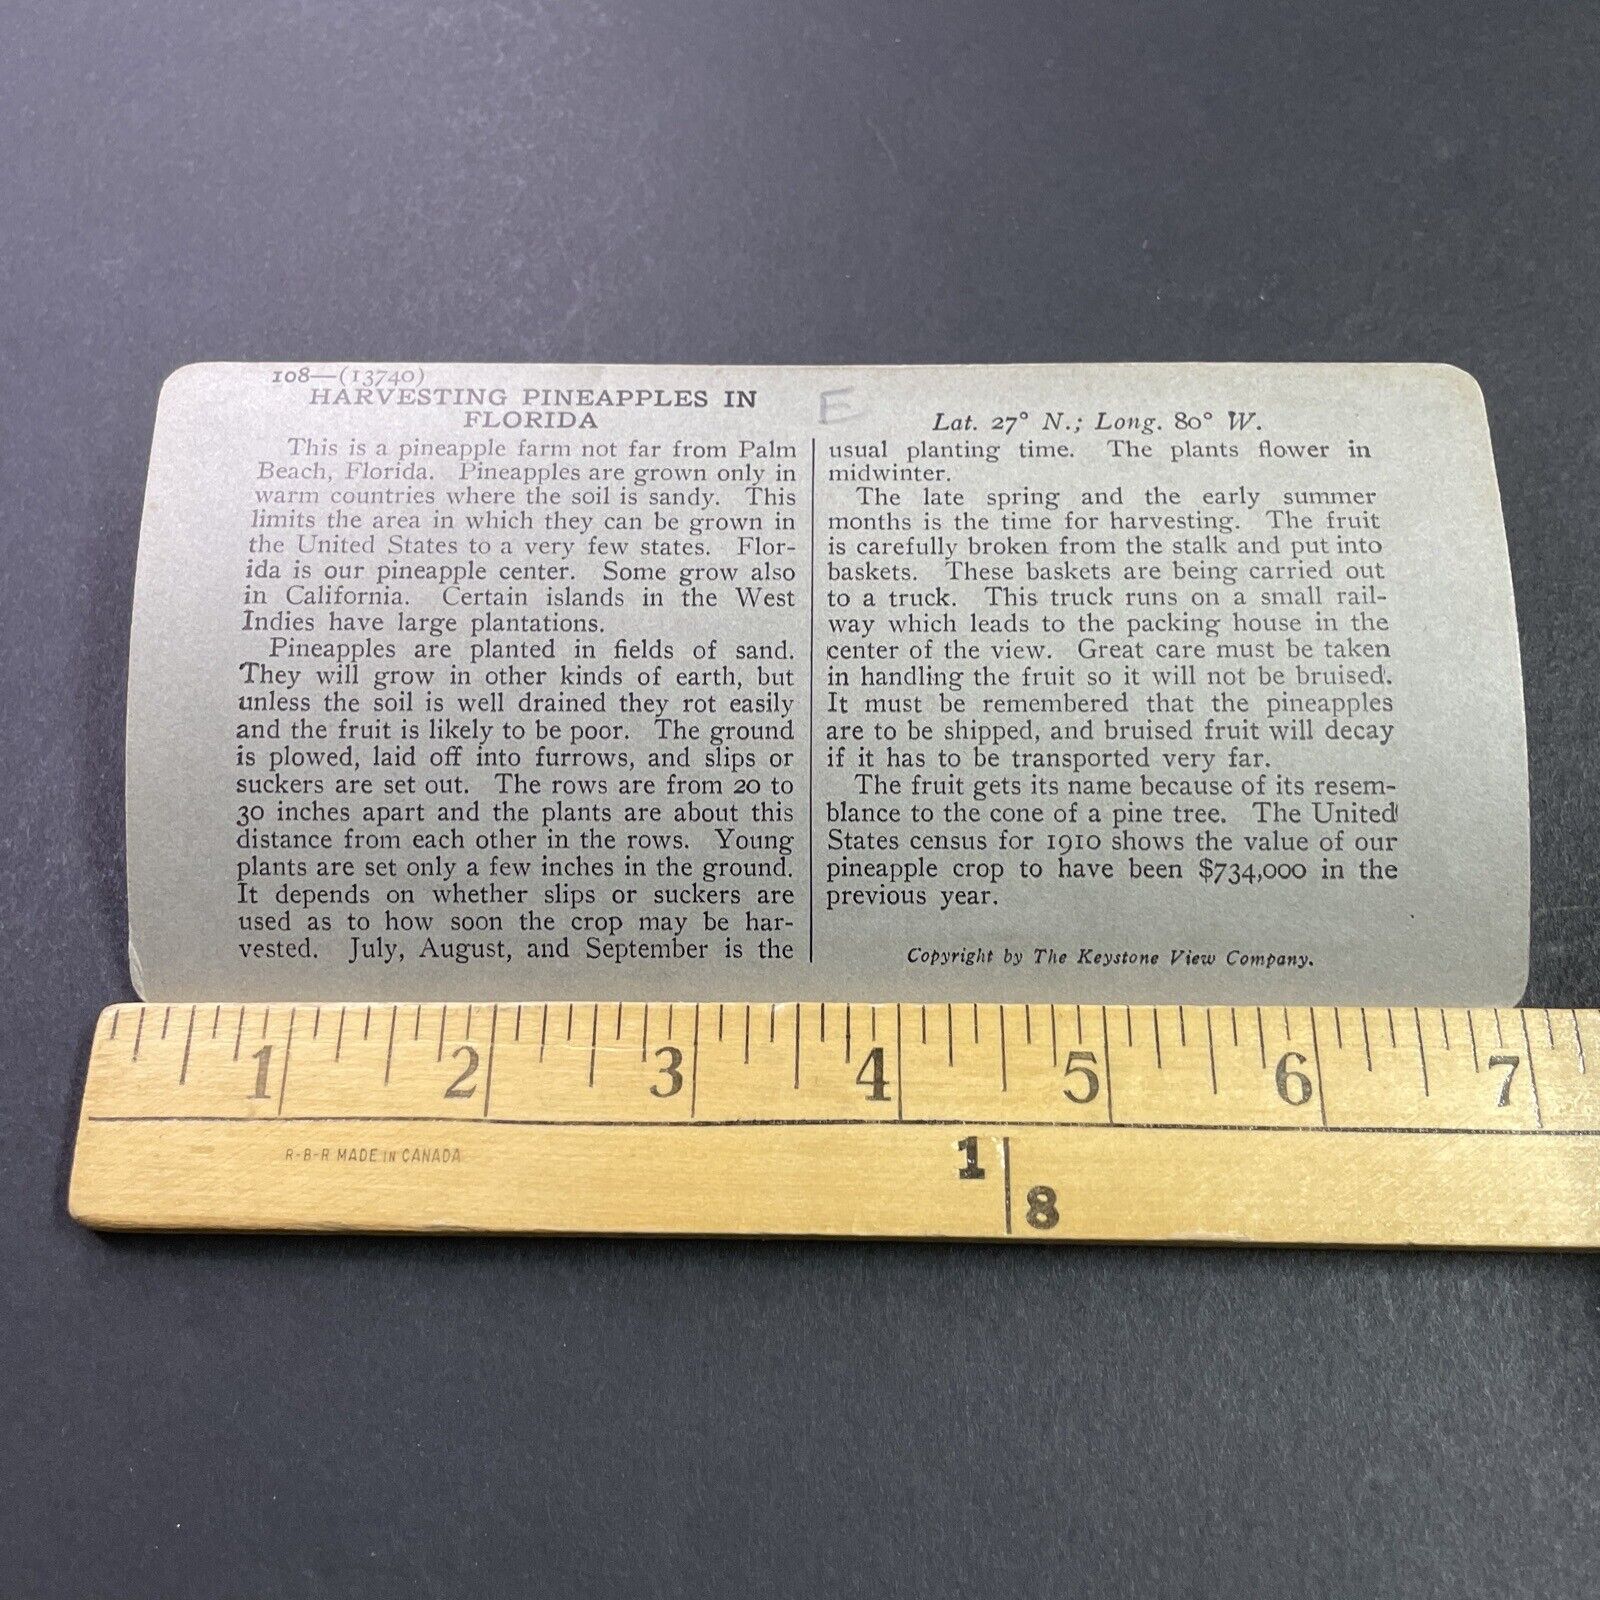 108—(13740)
HARVESTING PINEAPPLES IN
FLORIDA
This is a pineapple farm not far from Palm
Beach, Florida. Pineapples are grown only in
warm countries where the soil is sandy. This
limits the area in which they can be grown in
the United States to a very few states. Flor-
ida is our pineapple center. Some grow also
in California. Certain islands in the West
Indies have large plantations.
Pineapples are planted in fields of sand.
They will grow in other kinds of earth, but
unless the soil is well drained they rot easily
and the fruit is likely to be poor. The ground
is plowed, laid off into furrows, and slips or
suckers are set out. The rows are from 20 to
30 inches apart and the plants are about this
distance from each other in the rows. Young
plants are set only a few inches in the ground.
It depends on whether slips or suckers are
used as to how soon the crop may be har-
vested. July, August, and September is the
E
Lat. 27° N.; Long. 80° W.
usual planting time. The plants flower in
midwinter.
The late spring and the early summer
months is the time for harvesting. The fruit
is carefully broken from the stalk and put into
baskets. These baskets are being carried out
to a truck. This truck runs on a small rail-
way which leads to the packing house in the
center of the view. Great care must be taken
in handling the fruit so it will not be bruised.
It must be remembered that the pineapples
are to be shipped, and bruised fruit will decay
if it has to be transported very far.
The fruit gets its name because of its resem-
blance to the cone of a pine tree. The United
States census for 1910 shows the value of our
pineapple crop to have been $734,000 in the
previous year.
Copyright by The Keystone View Company.
1 2 3 4 5 6 7
R-B-R MADE IN CANADA
1
8